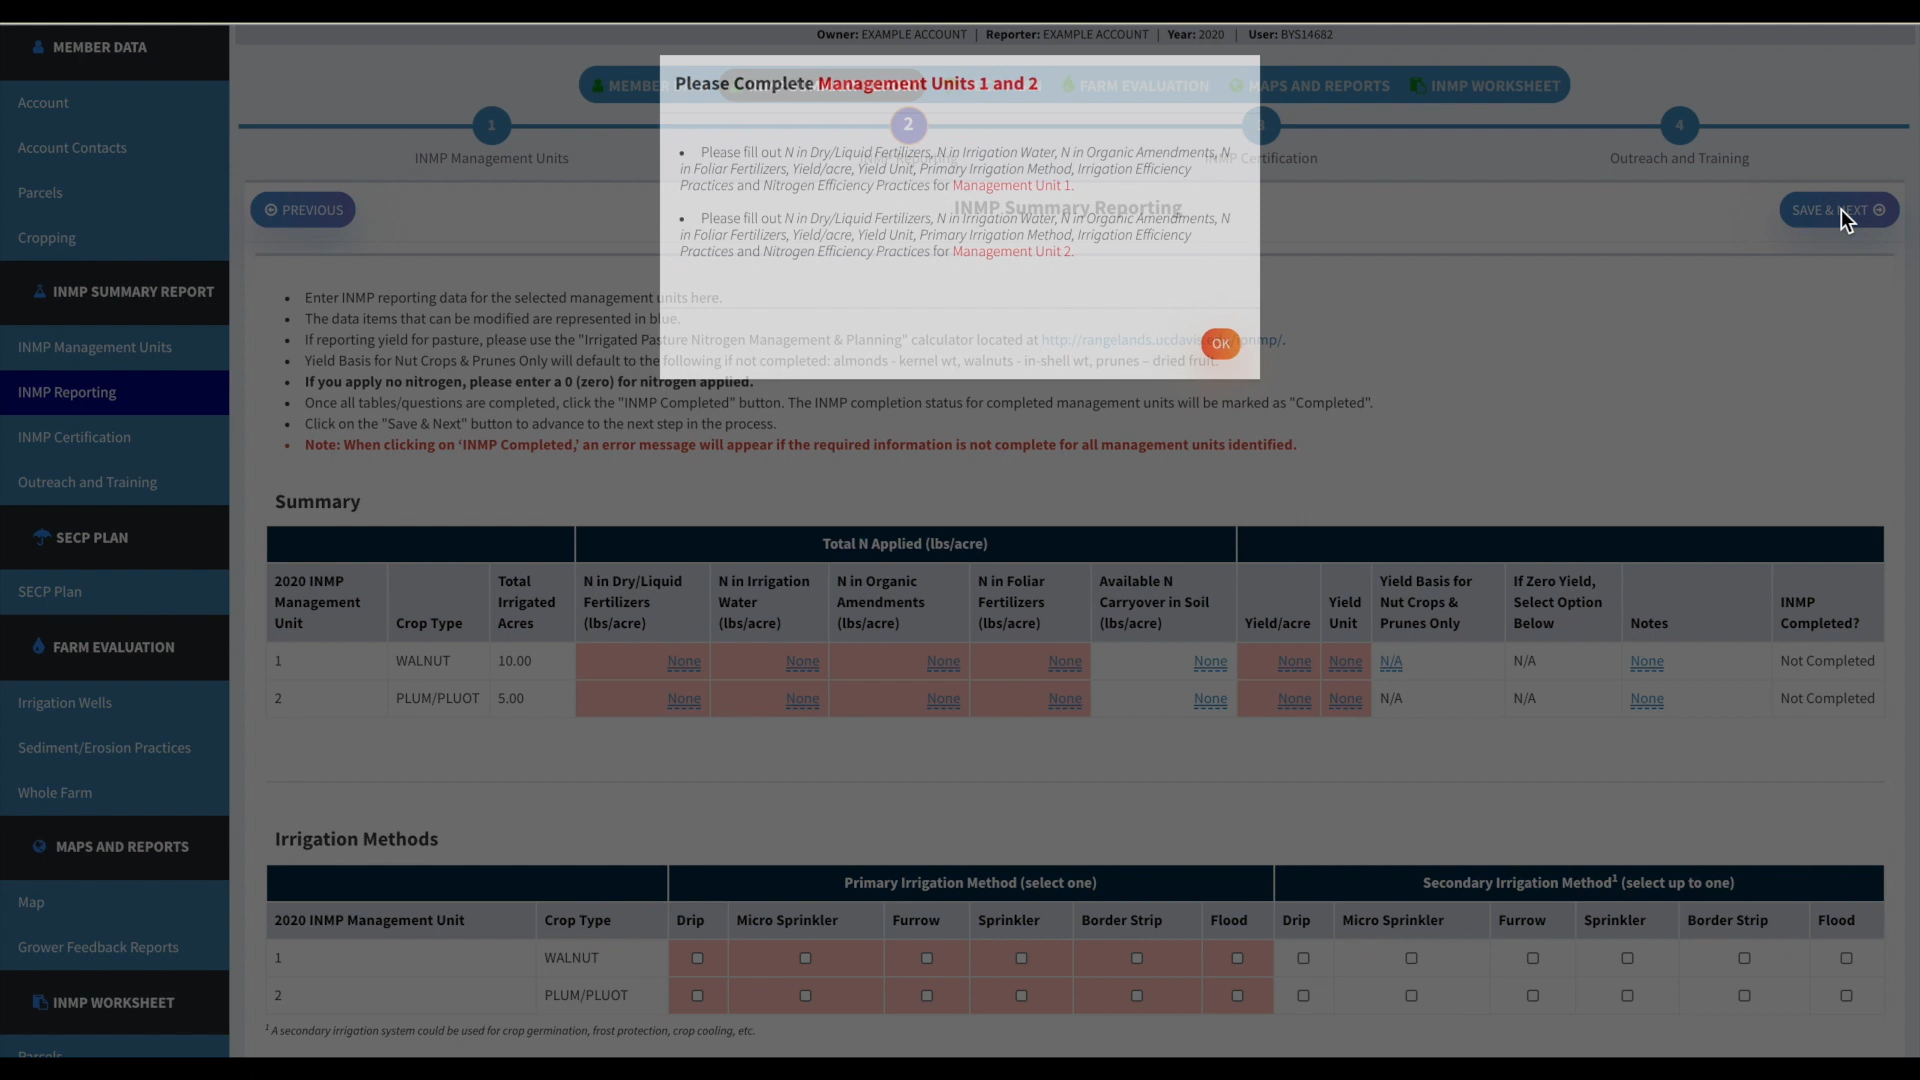 Owner: EXAMPLE ACCOUNT | Reporter: EXAMPLE ACCOUNT | Year: 2020 | User: BYS14682
MEMBER DATA
Account
Account Contacts
Parcels
Cropping
INMP SUMMARY REPORT
INMP Management Units
INMP Reporting
INMP Certification
Outreach and Training
SECP PLAN
SECP Plan
FARM EVALUATION
Irrigation Wells
Sediment/Erosion Practices
Whole Farm
MAPS AND REPORTS
Map
Grower Feedback Reports
INMP WORKSHEET
Parcels
MEMBER FARM EVALUATION MAPS AND REPORTS INMP WORKSHEET
Please Complete Management Units 1 and 2
• Please fill out N in Dry/Liquid Fertilizers, N in Irrigation Water, N in Organic Amendments, N
in Foliar Fertilizers, Yield/acre, Yield Unit, Primary Irrigation Method, Irrigation Efficiency
Practices and Nitrogen Efficiency Practices for Management Unit 1.
• Please fill out N in Dry/Liquid Fertilizers, N in Irrigation Water, N in Organic Amendments, N
in Foliar Fertilizers, Yield/acre, Yield Unit, Primary Irrigation Method, Irrigation Efficiency
Practices and Nitrogen Efficiency Practices for Management Unit 2.
OK
1 2 3 4
INMP Management Units Certification Outreach and Training
PREVIOUS
INMP Summary Reporting
SAVE & NEXT
• Enter INMP reporting data for the selected management units here.
• The data items that can be modified are represented in blue.
• If reporting yield for pasture, please use the "Irrigated Pasture Nitrogen Management & Planning" calculator located at http://rangelands.ucdavis
• Yield Basis for Nut Crops & Prunes Only will default to the following if not completed: almonds - kernel wt, walnuts - in-shell wt, prunes – dried fruit.
• If you apply no nitrogen, please enter a 0 (zero) for nitrogen applied.
• Once all tables/questions are completed, click the "INMP Completed" button. The INMP completion status for completed management units will be marked as "Completed".
• Click on the "Save & Next" button to advance to the next step in the process.
• Note: When clicking on ‘INMP Completed,’ an error message will appear if the required information is not complete for all management units identified.
Summary
Total N Applied (lbs/acre)
2020 INMP Management Unit Crop Type Total Irrigated Acres N in Dry/Liquid Fertilizers (lbs/acre) N in Irrigation Water (lbs/acre) N in Organic Amendments (lbs/acre) N in Foliar Fertilizers (lbs/acre) Available N Carryover in Soil (lbs/acre) Yield/acre Yield Unit Yield Basis for Nut Crops & Prunes Only If Zero Yield, Select Option Below Notes INMP Completed?
1 WALNUT 10.00 None None None None None None None N/A N/A None Not Completed
2 PLUM/PLUOT 5.00 None None None None None None None N/A N/A None Not Completed
Irrigation Methods
Primary Irrigation Method (select one) Secondary Irrigation Method1 (select up to one)
2020 INMP Management Unit Crop Type Drip Micro Sprinkler Furrow Sprinkler Border Strip Flood Drip Micro Sprinkler Furrow Sprinkler Border Strip Flood
1 WALNUT
2 PLUM/PLUOT
1 A secondary irrigation system could be used for crop germination, frost protection, crop cooling, etc.